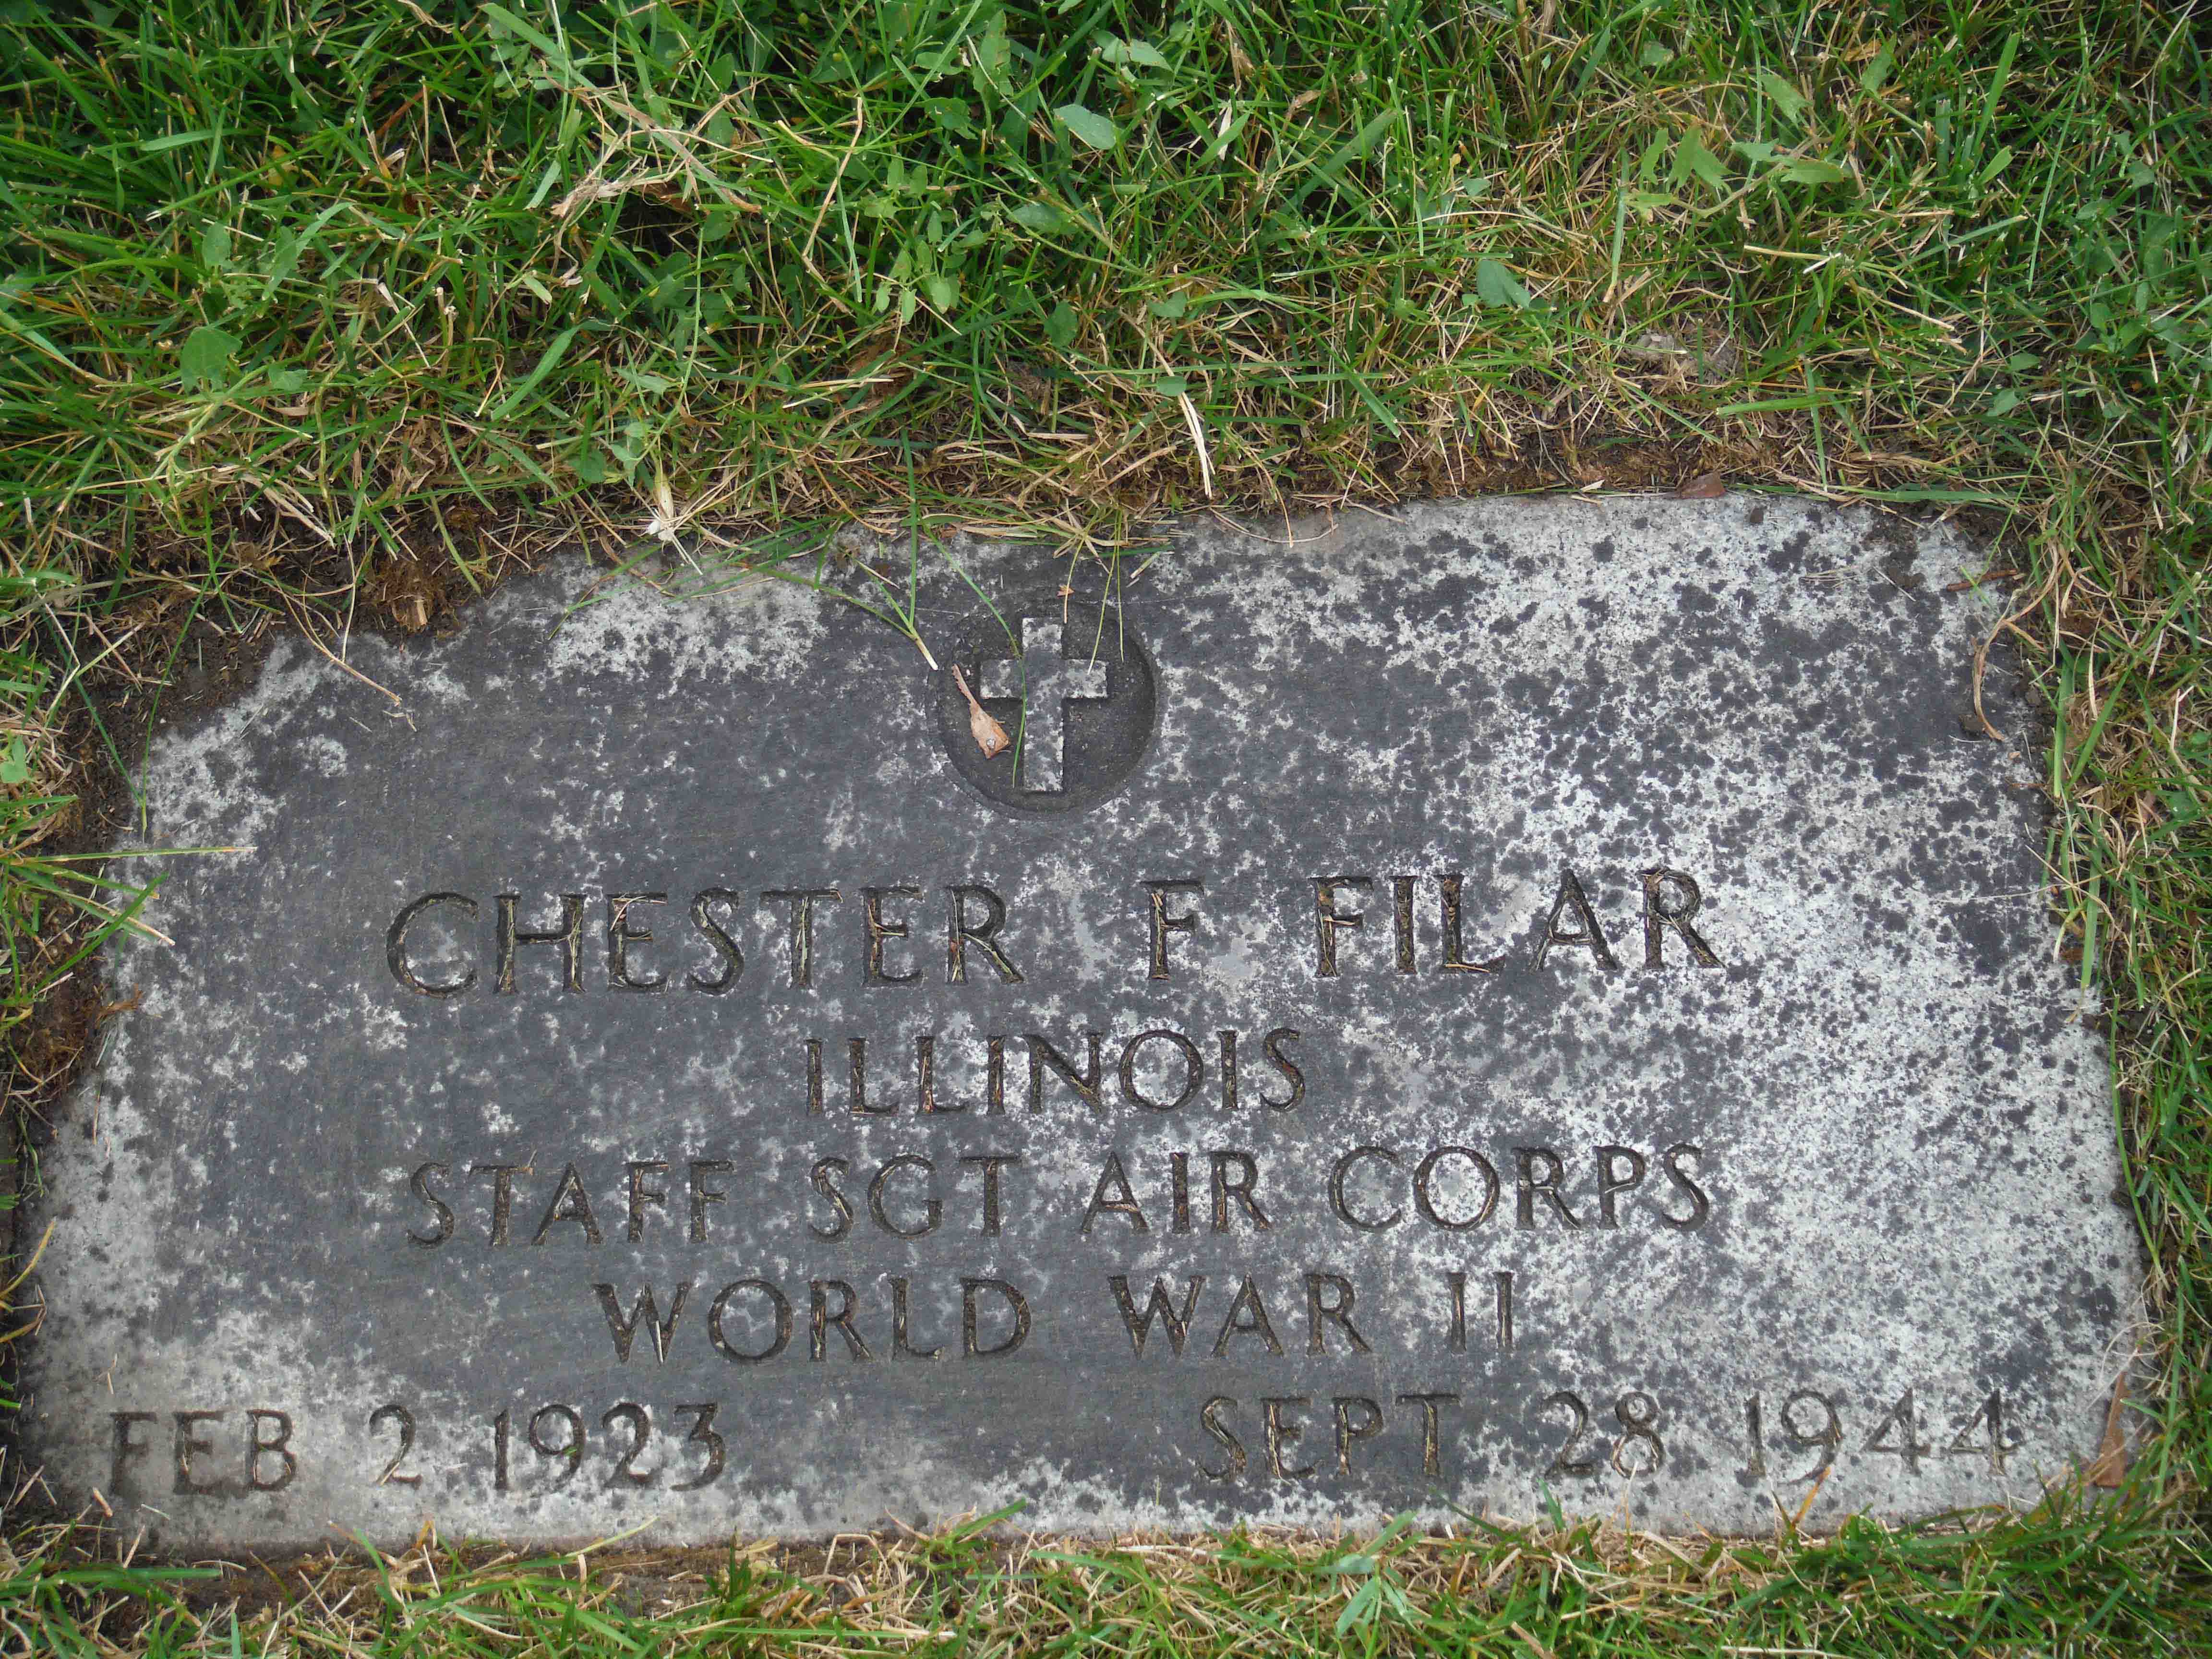 CHESTER F FILAR
ILLINOIS
STAFF SGT AIR CORPS
WORLD WAR II
FEB 2 1923 SEPT 28 1944